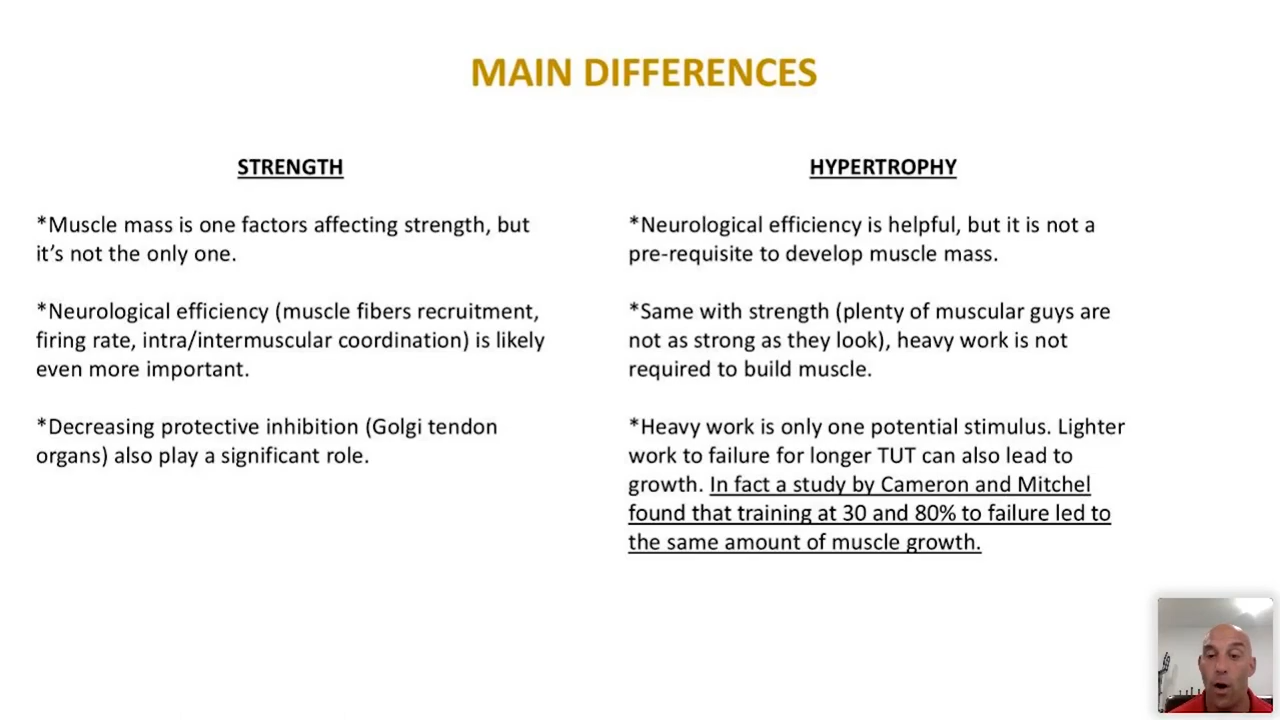 MAIN DIFFERENCES
STRENGTH
*Muscle mass is one factors affecting strength, but
it's not the only one.
*Neurological efficiency (muscle fibers recruitment,
firing rate, intra/intermuscular coordination) is likely
even more important.
*Decreasing protective inhibition (Golgi tendon
organs) also play a significant role.
HYPERTROPHY
*Neurological efficiency is helpful, but it is not a
pre-requisite to develop muscle mass.
*Same with strength (plenty of muscular guys are
not as strong as they look), heavy work is not
required to build muscle.
*Heavy work is only one potential stimulus. Lighter
work to failure for longer TUT can also lead to
growth. In fact a study by Cameron and Mitchel
found that training at 30 and 80% to failure led to
the same amount of muscle growth.